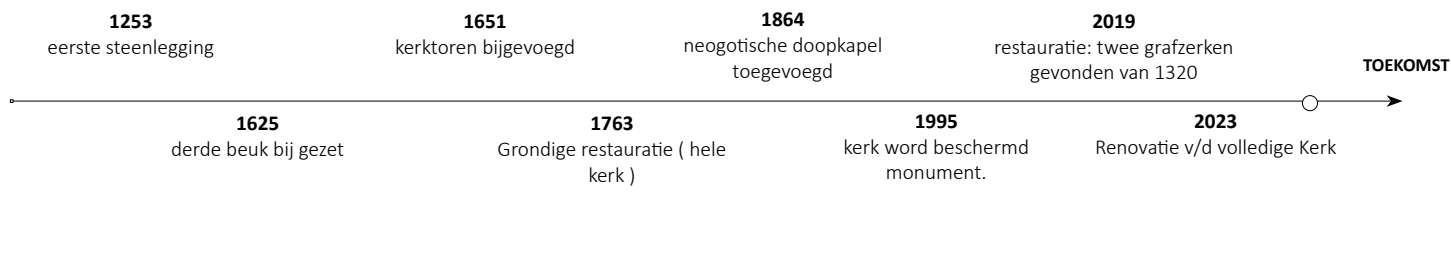 1253
eerste steenlegging
1651
kerktoren bijgevoegd
1864
neogotische doopkapel
toegevoegd
2019
restauratie: twee grafzerken
gevonden van 1320
TOEKOMST
1625
derde beuk bij gezet
1763
Grondige restauratie ( hele
kerk )
1995
kerk word beschermd
monument.
2023
Renovatie v/d volledige Kerk